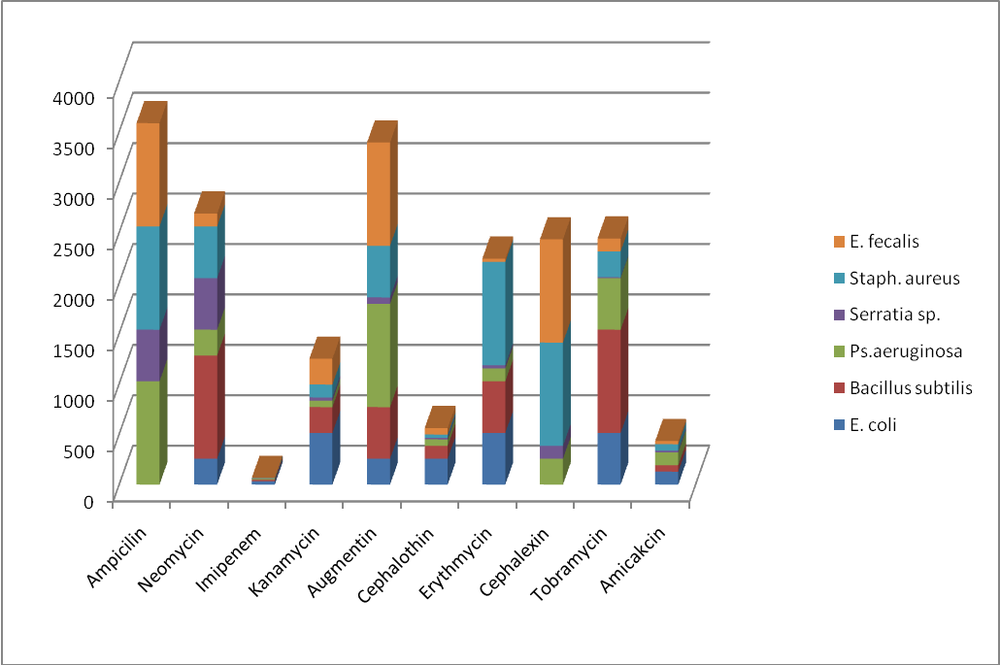 4000
3500
3000
2500
2000
1500
1000
500
0
Ampicilin
Neomycin
Imipenem
Kanamycin
Augmentin
Cephalothin
Erythmycin
Cephalexin
Tobramycin
Amicakcin
E. fecalis
Staph. aureus
Serratia sp.
Ps.aeruginosa
Bacillus subtilis
E. coli